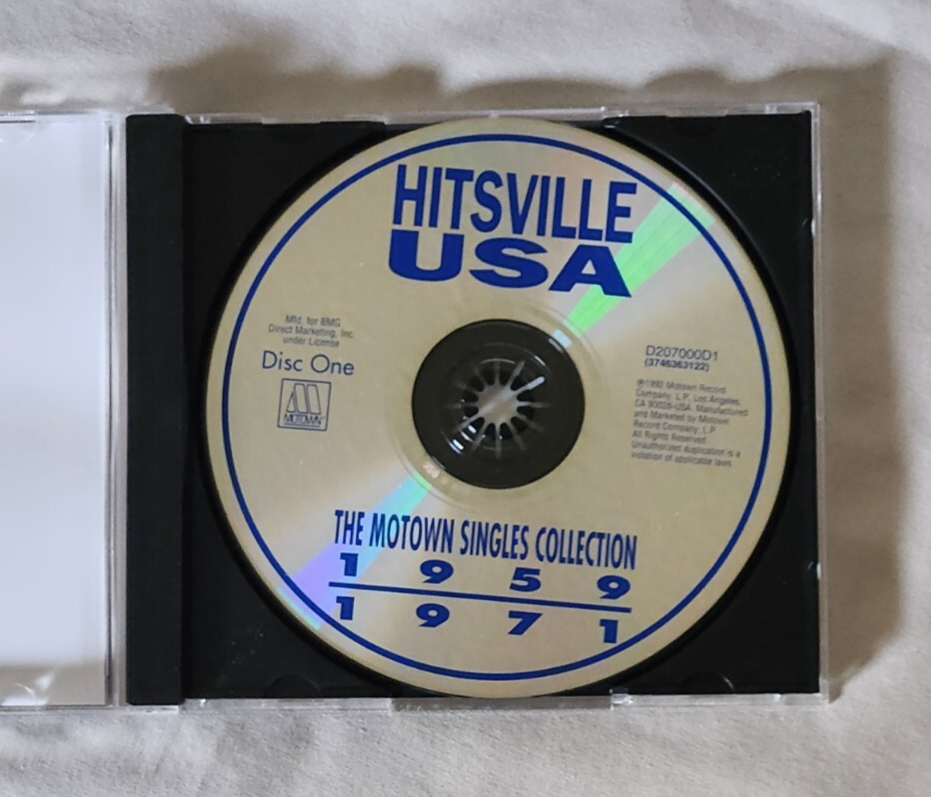 HITSVILLE
USA
Mfd. for BMG
Direct Marketing, Inc.
under License
Disc One
MOTOWN
D207000D1
(3746363122)
℗1992 Motown Record
Company, L.P., Los Angeles,
CA 90028-USA. Manufactured
and Marketed by Motown
Record Company, L.P.
All Rights Reserved.
Unauthorized duplication is a
violation of applicable laws.
THE MOTOWN SINGLES COLLECTION
1959
1971